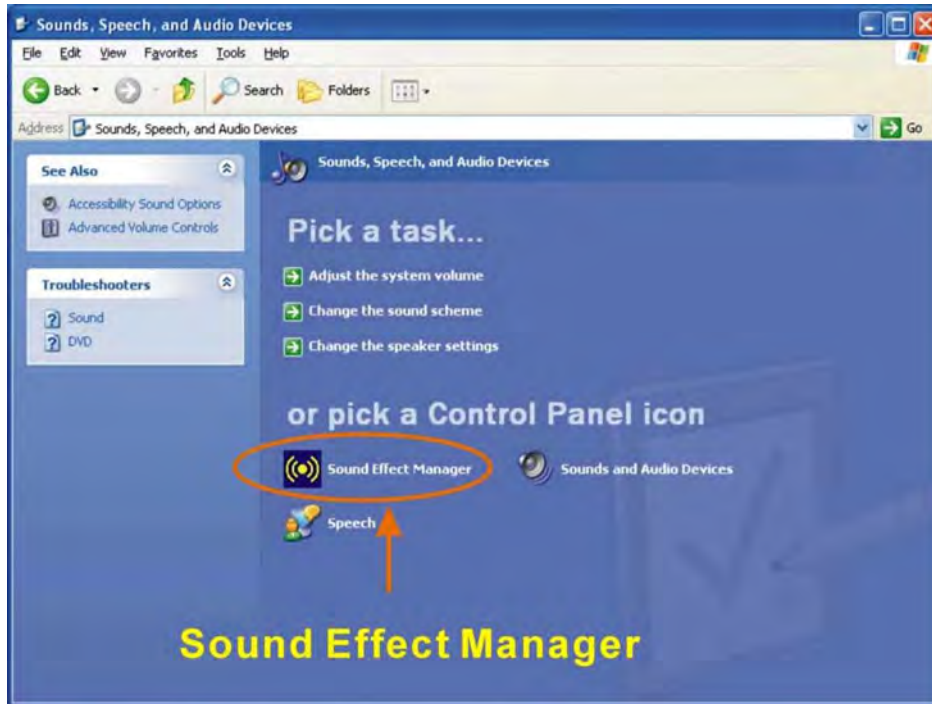 Sounds, Speech, and Audio Devices
File Edit View Favorites Tools Help
Back Search Folders
Address Sounds, Speech, and Audio Devices Go
See Also
Accessibility Sound Options
Advanced Volume Controls
Troubleshooters
Sound
DVD
Sounds, Speech, and Audio Devices
Pick a task...
Adjust the system volume
Change the sound scheme
Change the speaker settings
or pick a Control Panel icon
Sound Effect Manager Sounds and Audio Devices
Speech
Sound Effect Manager